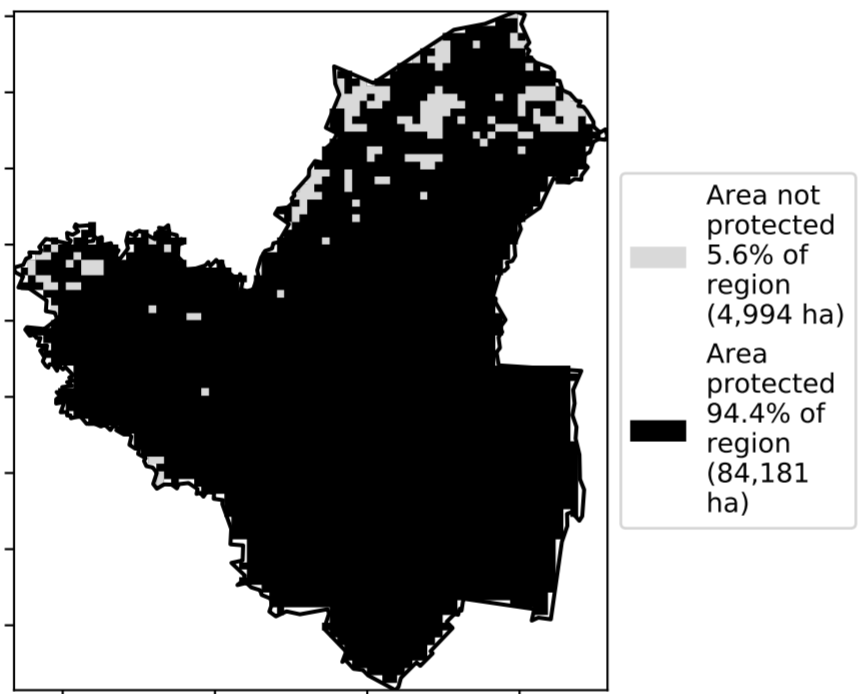 Area not
protected
5.6% of
region
(4,994 ha)
Area
protected
94.4% of
region
(84,181
ha)